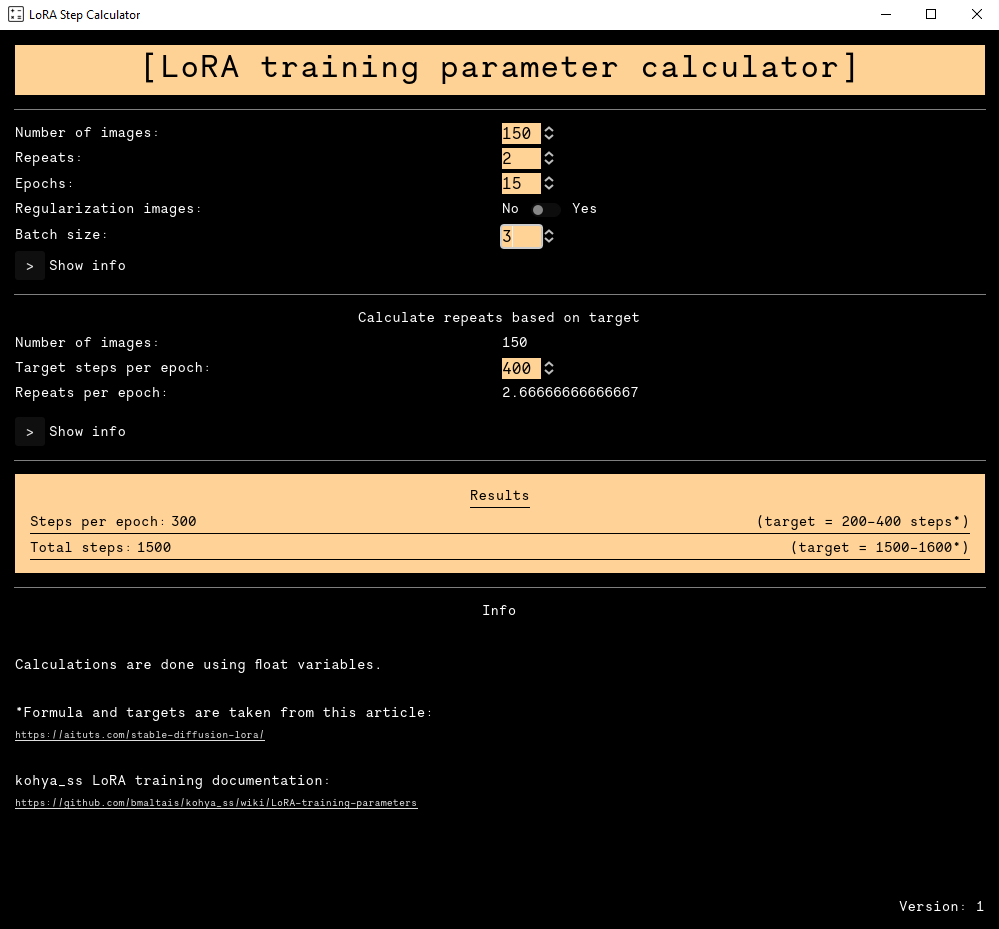 LoRA Step Calculator
[LoRA training parameter calculator]
Number of images: 150
Repeats: 2
Epochs: 15
Regularization images: No Yes
Batch size: 3
> Show info
Calculate repeats based on target
Number of images: 150
Target steps per epoch: 400
Repeats per epoch: 2.66666666666667
> Show info
Results
Steps per epoch: 300 (target = 200-400 steps*)
Total steps: 1500 (target = 1500-1600*)
Info
Calculations are done using float variables.
*Formula and targets are taken from this article:
https://aituts.com/stable-diffusion-lora/
kohya_ss LoRA training documentation:
https://github.com/bmaltais/kohya_ss/wiki/LoRA-training-parameters
Version: 1